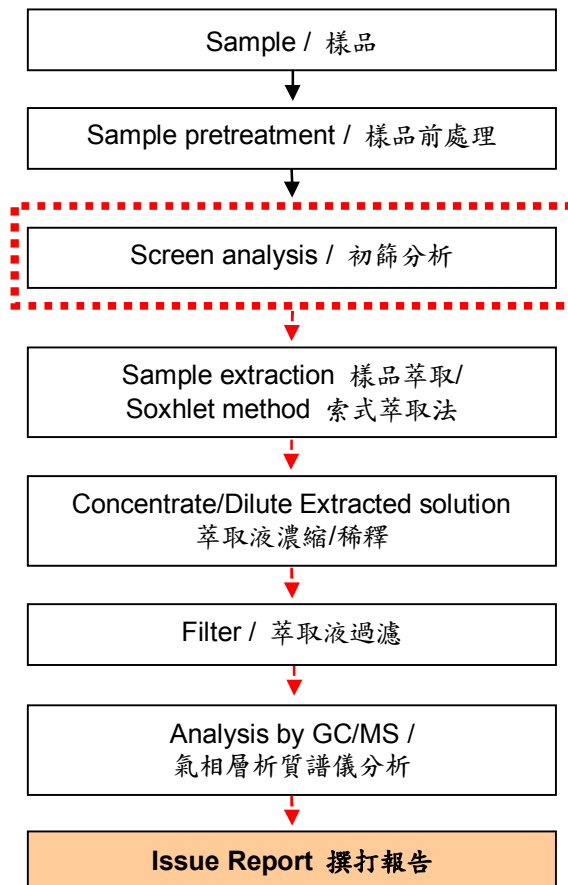 Sample / 樣品
Sample pretreatment / 樣品前處理
Screen analysis / 初篩分析
Sample extraction 樣品萃取/
Soxhlet method 索式萃取法
Concentrate/Dilute Extracted solution
萃取液濃縮/稀釋
Filter / 萃取液過濾
Analysis by GC/MS /
氣相層析質譜儀分析
Issue Report 撰打報告